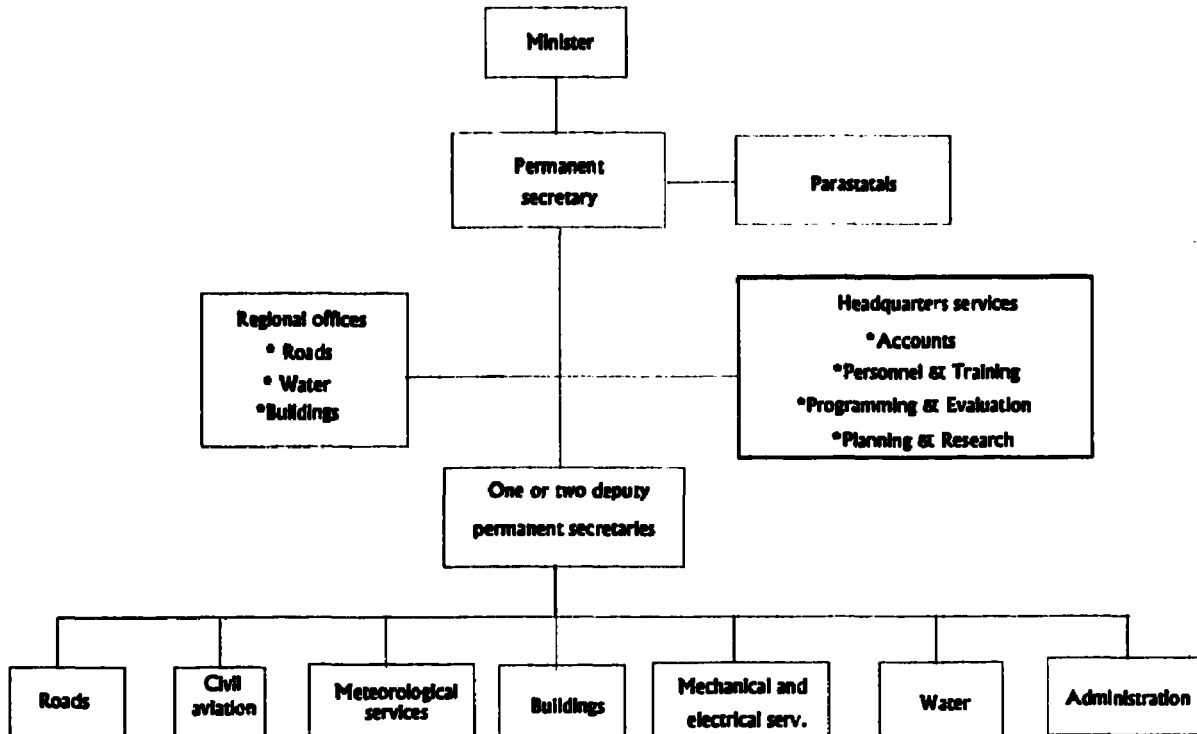 Minister
Permanent
secretary
Parastatals
Regional offices
* Roads
* Water
*Buildings
Headquarters services
*Accounts
*Personnel & Training
*Programming & Evaluation
*Planning & Research
One or two deputy
permanent secretaries
Roads
Civil
aviation
Meteorological
services
Buildings
Mechanical and
electrical serv.
Water
Administration